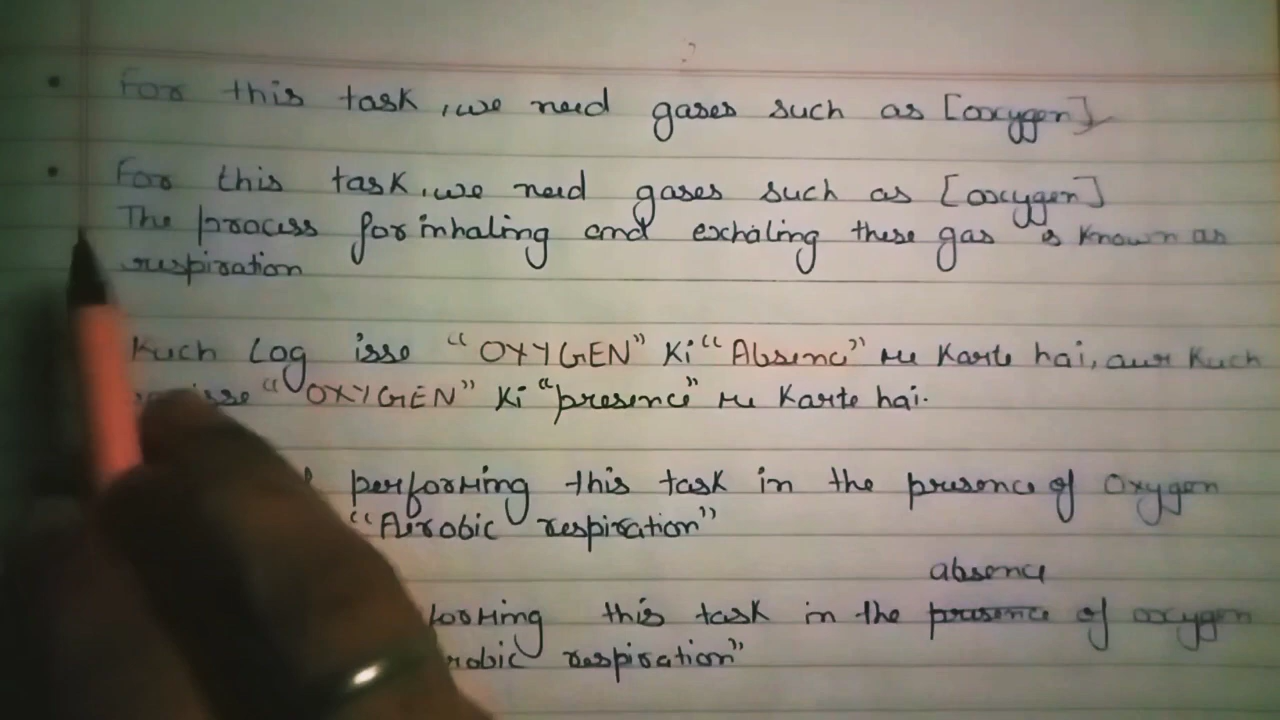 For this task, we need gases such as [oxygen]
For this task, we need gases such as [oxygen]
The process for inhaling and exhaling these gas is known as
respiration
Kuch Log isse "OXYGEN" Ki "Absence" me Karte hai, aur Kuch
isse "OXYGEN" Ki "presence" me Karte hai.
performing this task in the presence of oxygen
"Aerobic respiration"
absence
this task in the presence of oxygen
respiration"